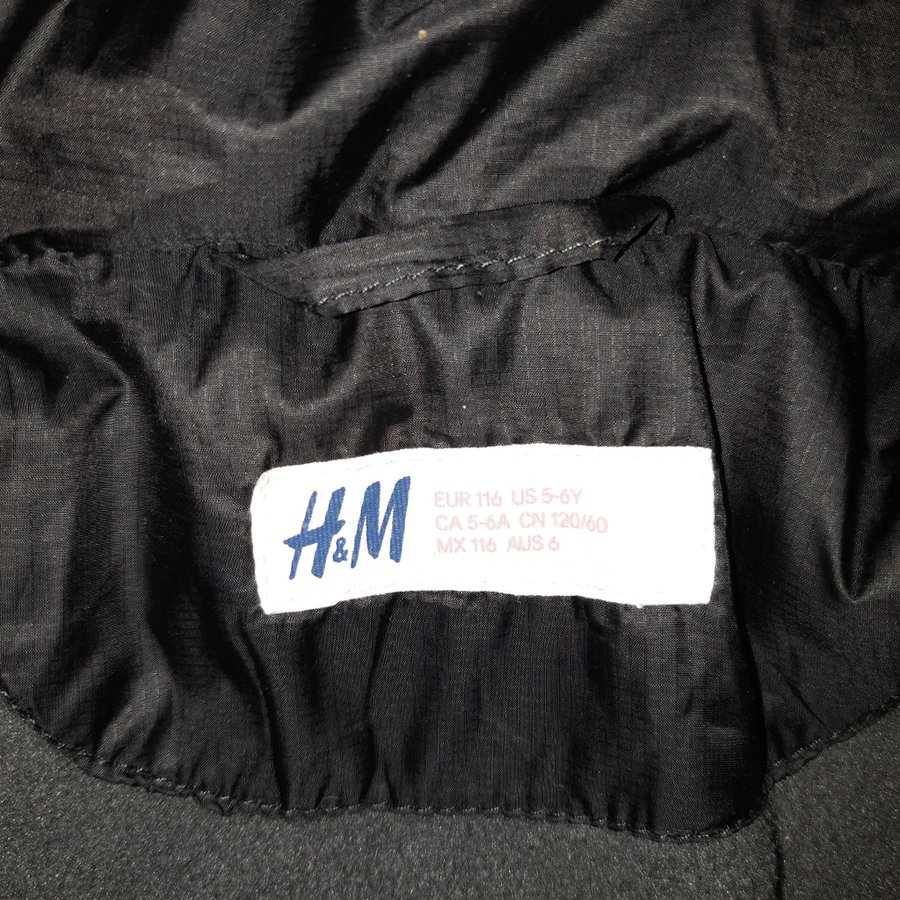 H&M
EUR 116 US 5-6Y
CA 5-6A CN 120/60
MX 116 AUS 6